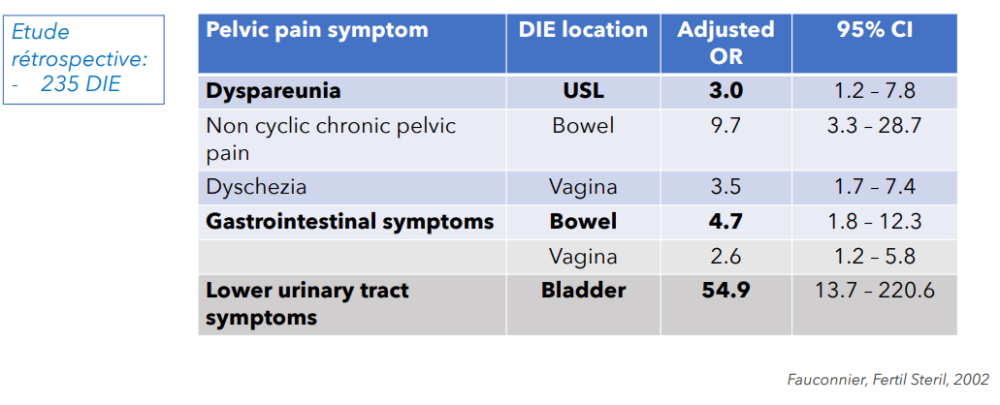 Etude
rétrospective:
- 235 DIE
Pelvic pain symptom DIE location Adjusted OR 95% CI
Dyspareunia USL 3.0 1.2 – 7.8
Non cyclic chronic pelvic pain Bowel 9.7 3.3 – 28.7
Dyschezia Vagina 3.5 1.7 – 7.4
Gastrointestinal symptoms Bowel 4.7 1.8 – 12.3
Vagina 2.6 1.2 – 5.8
Lower urinary tract symptoms Bladder 54.9 13.7 – 220.6
Fauconnier, Fertil Steril, 2002